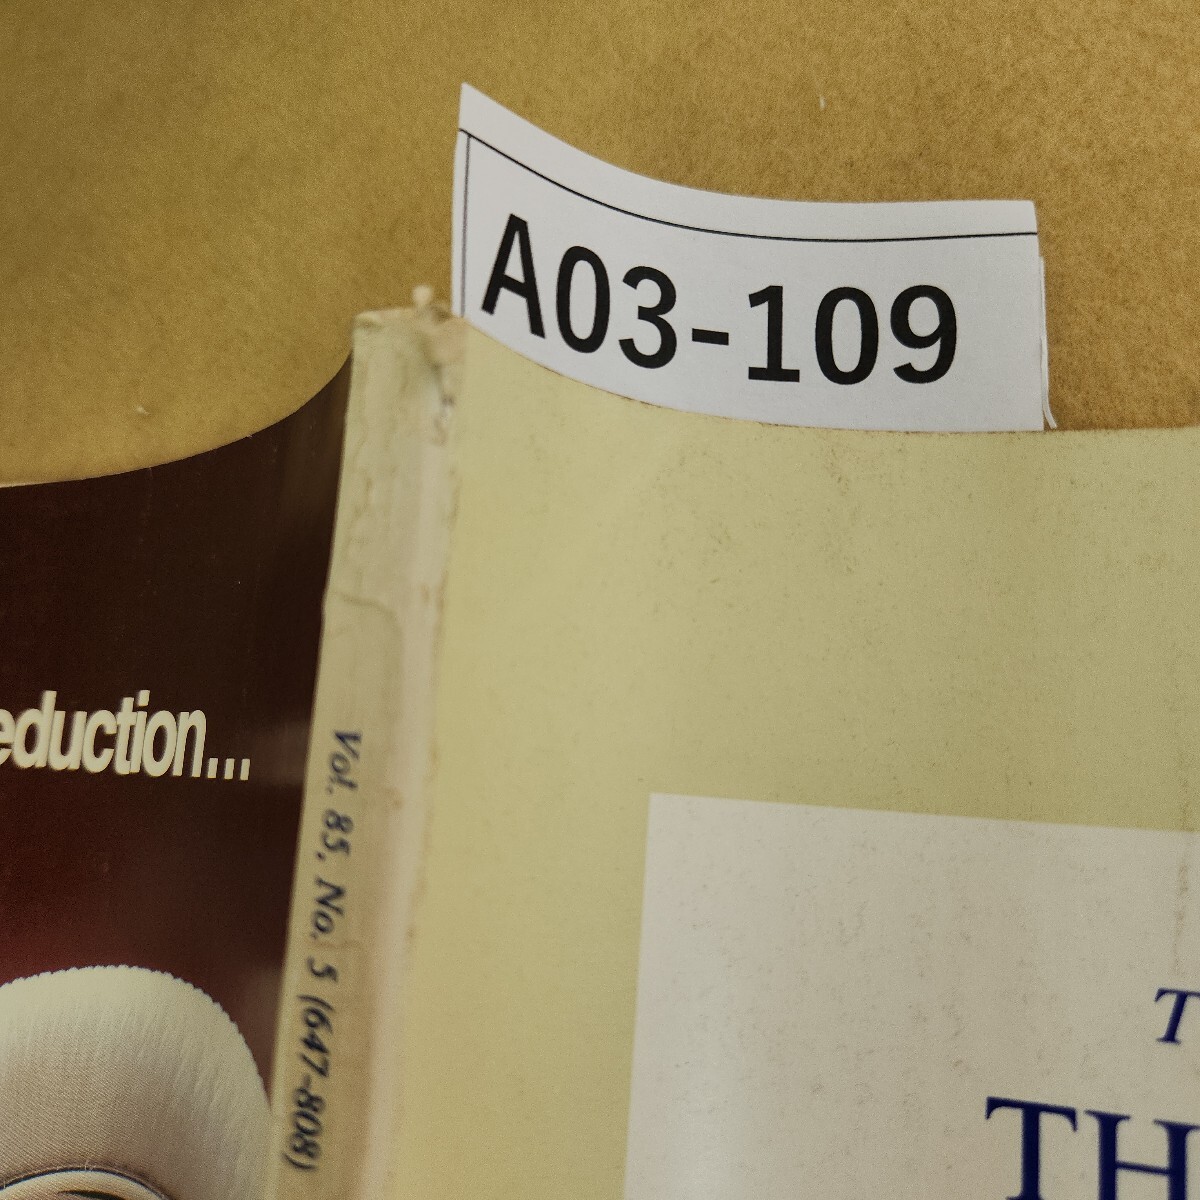 A03-109
eduction...
Vol. 85, No. 5 (647-808)
T
TH